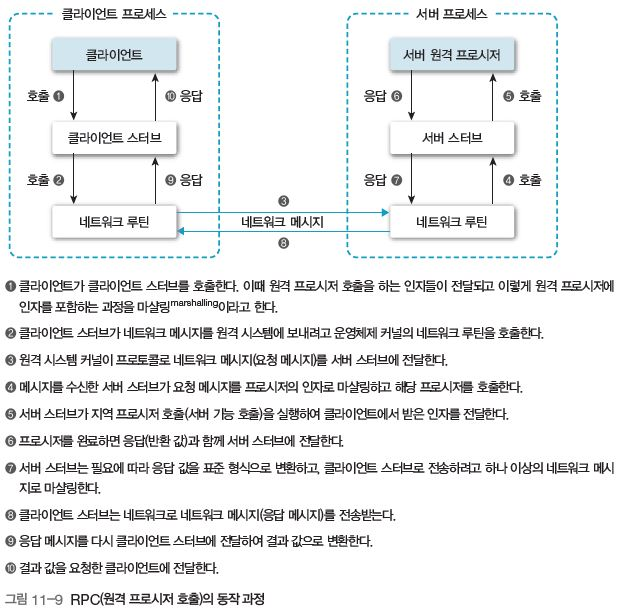 클라이언트 프로세스
서버 프로세스
클라이언트
서버 원격 프로시저
호출 ❶
❿ 응답
응답 ❻
❺ 호출
클라이언트 스터브
서버 스터브
호출 ❷
❾ 응답
응답 ❼
❹ 호출
❸
네트워크 루틴
네트워크 메시지
네트워크 루틴
❽
❶ 클라이언트가 클라이언트 스터브를 호출한다. 이때 원격 프로시저 호출을 하는 인자들이 전달되고 이렇게 원격 프로시저에
인자를 포함하는 과정을 마샬링marshalling이라고 한다.
❷ 클라이언트 스터브가 네트워크 메시지를 원격 시스템에 보내려고 운영체제 커널의 네트워크 루틴을 호출한다.
❸ 원격 시스템 커널이 프로토콜로 네트워크 메시지(요청 메시지)를 서버 스터브에 전달한다.
❹ 메시지를 수신한 서버 스터브가 요청 메시지를 프로시저의 인자로 마샬링하고 해당 프로시저를 호출한다.
❺ 서버 스터브가 지역 프로시저 호출(서버 기능 호출)을 실행하여 클라이언트에서 받은 인자를 전달한다.
❻ 프로시저를 완료하면 응답(반환 값)과 함께 서버 스터브에 전달한다.
❼ 서버 스터브는 필요에 따라 응답 값을 표준 형식으로 변환하고, 클라이언트 스터브로 전송하려고 하나 이상의 네트워크 메시
지로 마샬링한다.
❽ 클라이언트 스터브는 네트워크로 네트워크 메시지(응답 메시지)를 전송받는다.
❾ 응답 메시지를 다시 클라이언트 스터브에 전달하여 결과 값으로 변환한다.
❿ 결과 값을 요청한 클라이언트에 전달한다.
그림 11-9 RPC(원격 프로시저 호출)의 동작 과정